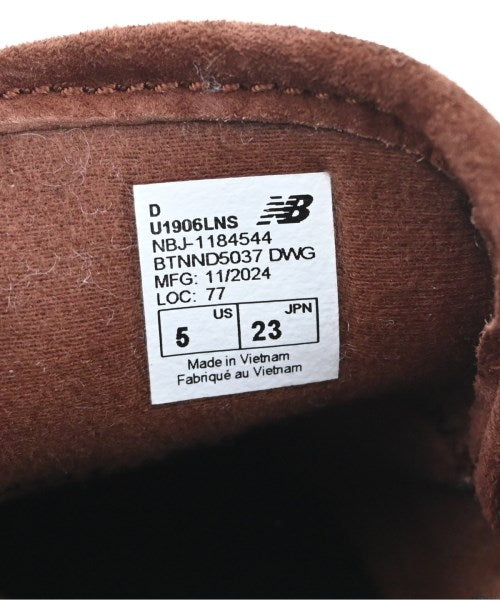 D
U1906LNS NB
NBJ-1184544
BTNND5037 DWG
MFG: 11/2024
LOC: 77
5 US 23 JPN
Made in Vietnam
Fabriqué au Vietnam